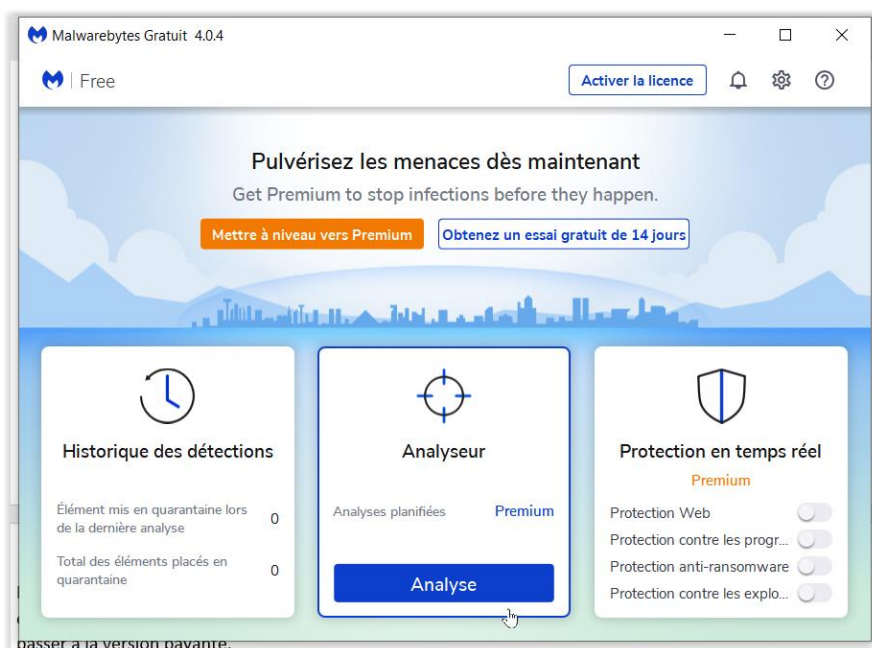 Malwarebytes Gratuit 4.0.4
Free
Activer la licence
Pulvérisez les menaces dès maintenant
Get Premium to stop infections before they happen.
Mettre à niveau vers Premium
Obtenez un essai gratuit de 14 jours
Historique des détections
Élément mis en quarantaine lors
de la dernière analyse
0
Total des éléments placés en
quarantaine
0
Analyseur
Analyses planifiées
Premium
Analyse
Protection en temps réel
Premium
Protection Web
Protection contre les progr...
Protection anti-ransomware
Protection contre les explo...
passer à la version payante.